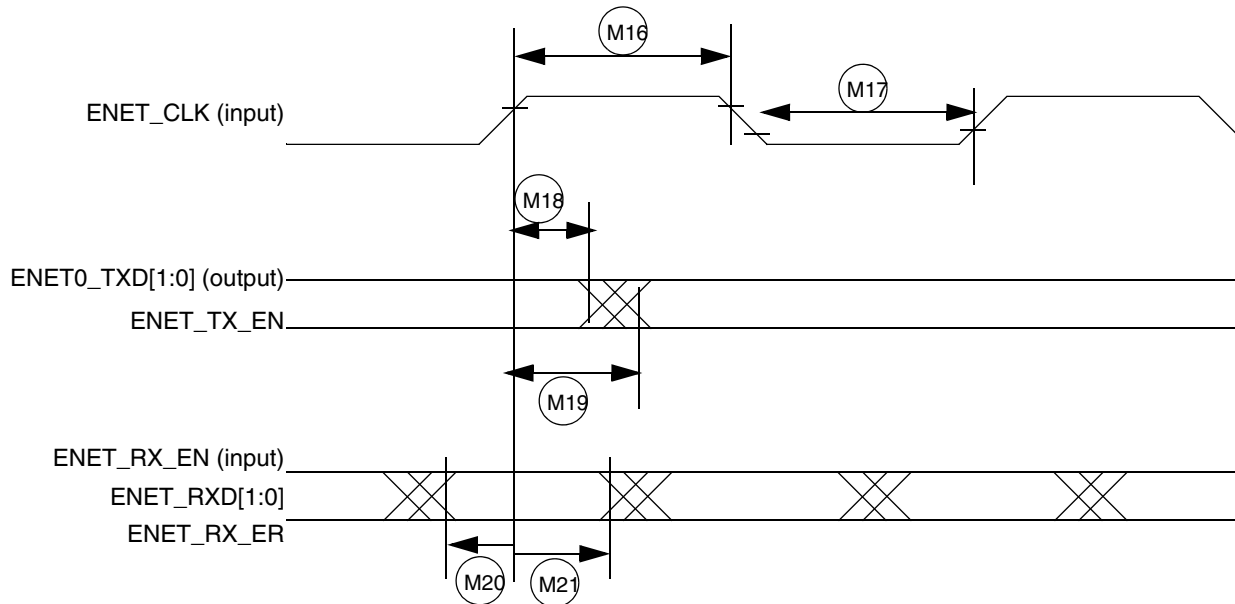 M16
M17
ENET_CLK (input)
M18
ENET0_TXD[1:0] (output)
ENET_TX_EN
M19
ENET_RX_EN (input)
ENET_RXD[1:0]
ENET_RX_ER
M20
M21